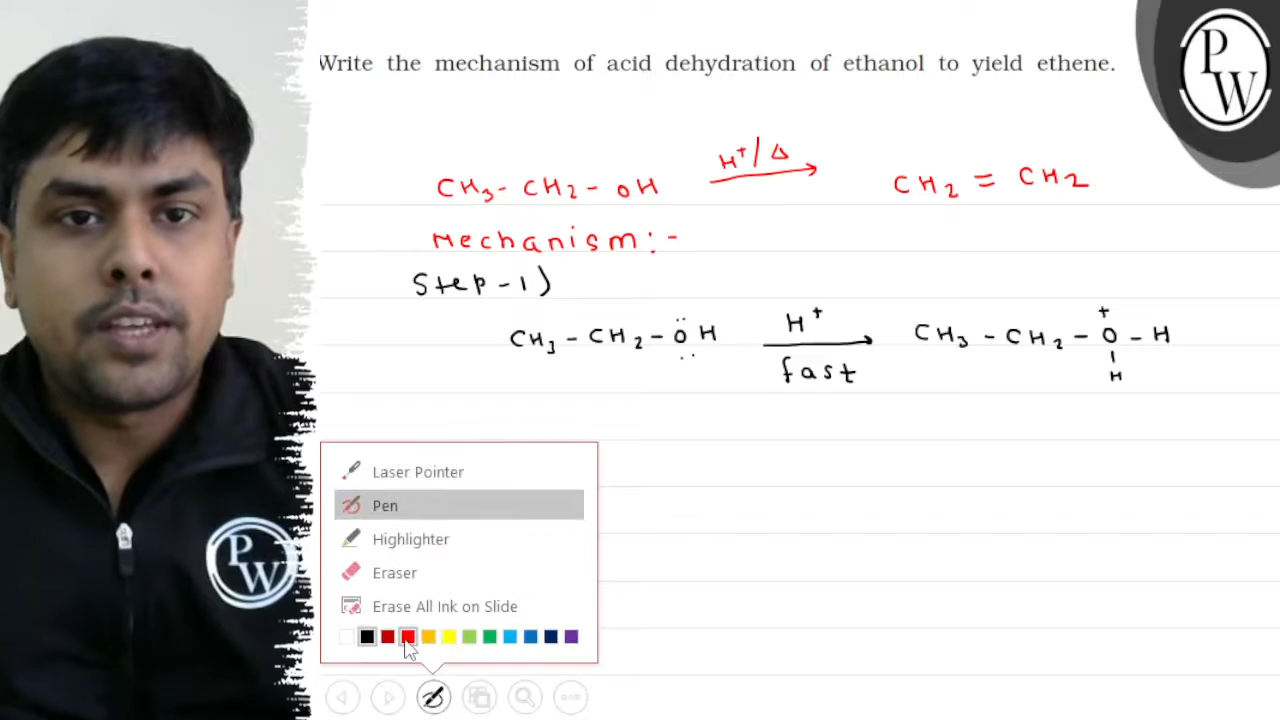 Write the mechanism of acid dehydration of ethanol to yield ethene.
PW
H⁺/Δ
CH₃-CH₂-OH → CH₂=CH₂
Mechanism:-
Step-1)
H⁺
CH₃-CH₂-ÖH → CH₃-CH₂-O⁺-H
fast
H
Laser Pointer
Pen
Highlighter
Eraser
Erase All Ink on Slide
PW